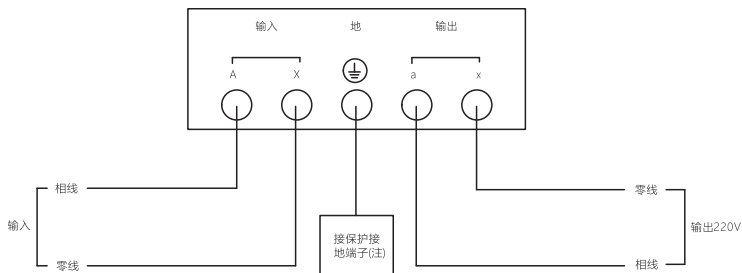 输入 地 输出
A X a x
相线 零线
输入 输出220V
接保护接
地端子(注)
零线 相线